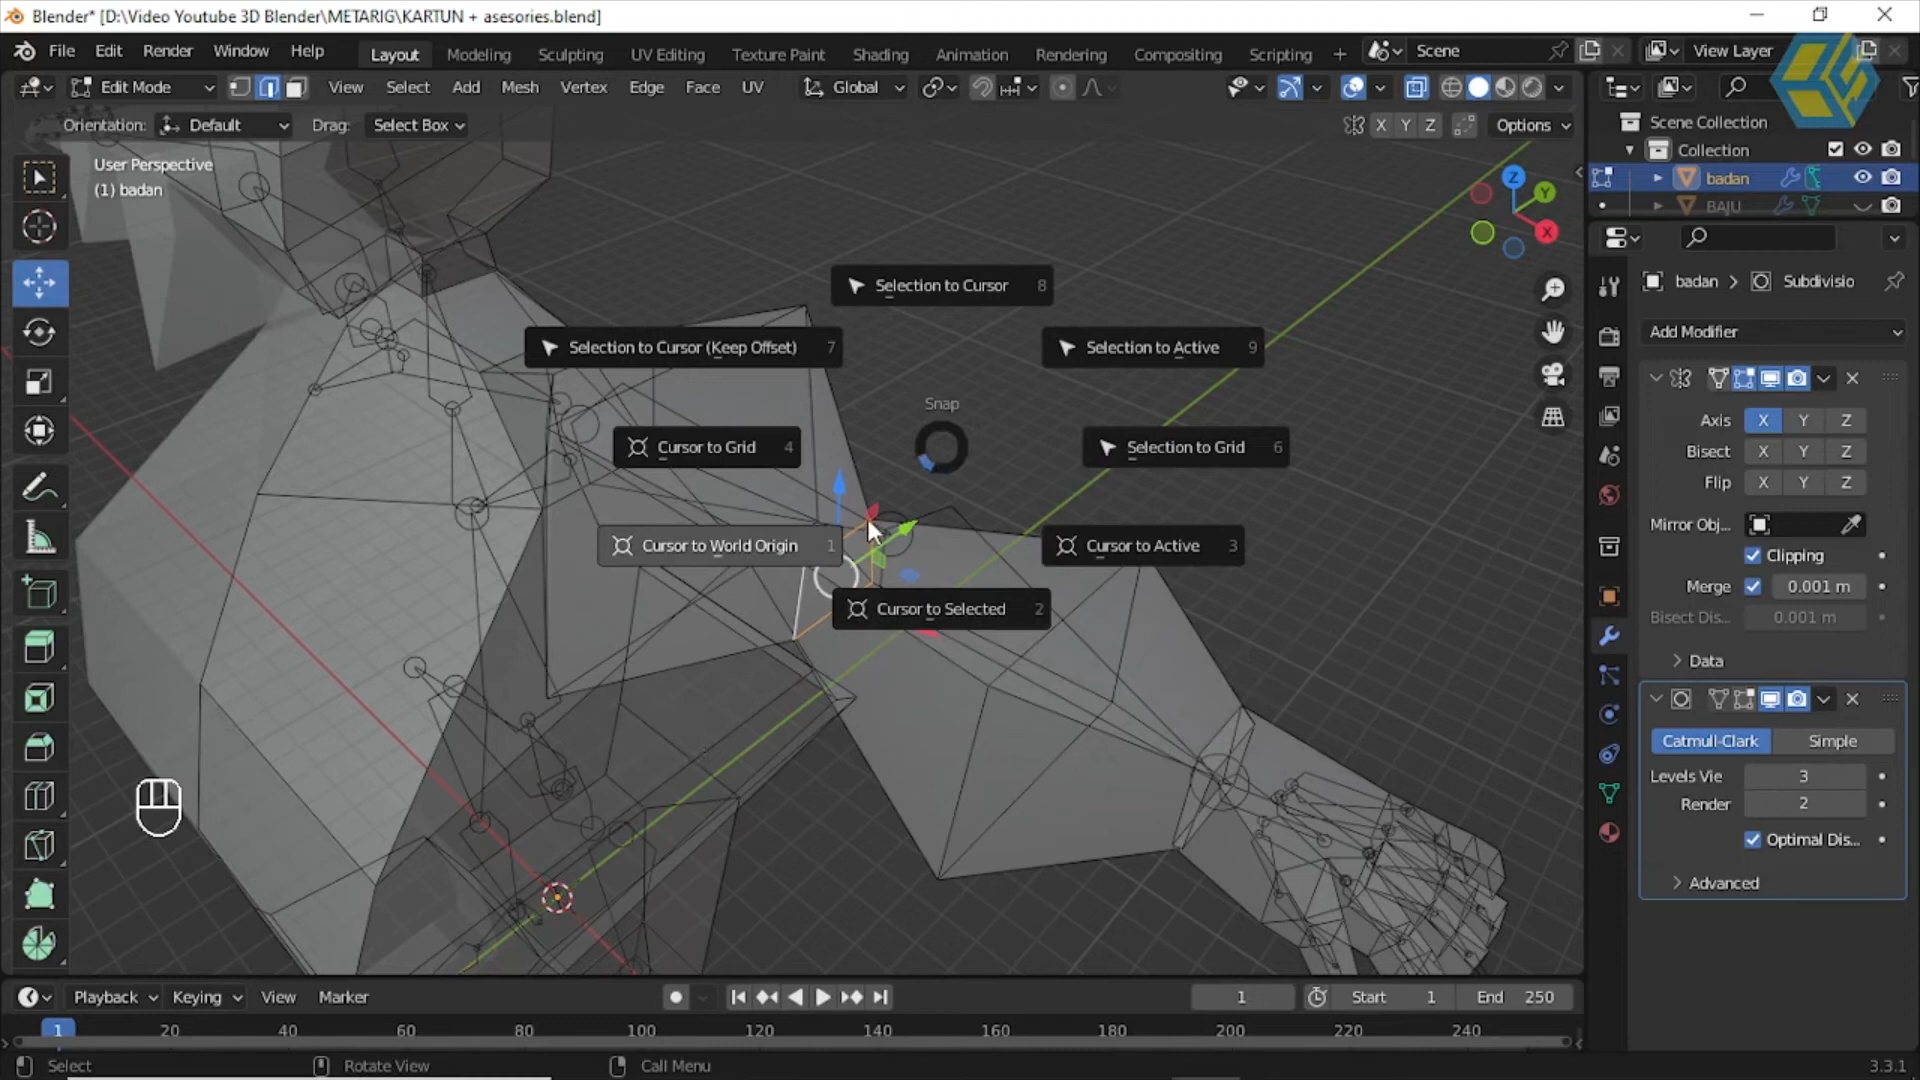 Blender* [D:\Video Youtube 3D Blender\METARIG\KARTUN + asesories.blend]
File Edit Render Window Help Layout Modeling Sculpting UV Editing Texture Paint Shading Animation Rendering Compositing Scripting + Scene View Layer
Edit Mode View Select Add Mesh Vertex Edge Face UV Global
Orientation: Default Drag: Select Box X Y Z Options
User Perspective
(1) badan
Scene Collection
Collection
badan
BAJU
Z
Y
X
Selection to Cursor 8
Selection to Cursor (Keep Offset) 7
Selection to Active 9
Snap
Cursor to Grid 4
Selection to Grid 6
Cursor to World Origin 1
Cursor to Active 3
Cursor to Selected 2
badan > Subdivisio
Add Modifier
Axis X Y Z
Bisect X Y Z
Flip X Y Z
Mirror Obj...
Clipping
Merge 0.001 m
Bisect Dis... 0.001 m
Data
Catmull-Clark Simple
Levels Vie 3
Render 2
Optimal Dis...
Advanced
Playback Keying View Marker 1 Start 1 End 250
1 20 40 60 80 100 120 140 160 180 200 220 240
Select Rotate View Call Menu 3.3.1